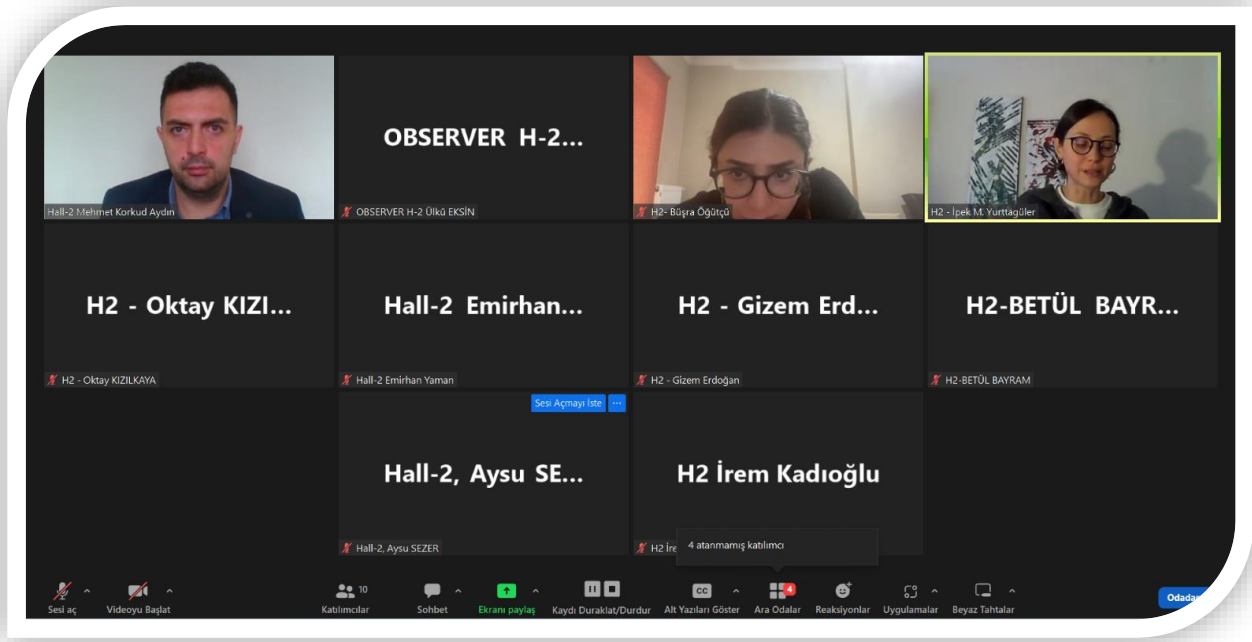 Hall-2 Mehmet Korkud Aydın
OBSERVER H-2...
OBSERVER H-2 Ülkü EKSİN
H2- Büşra Öğütçü
H2 - İpek M. Yurttagüler
H2 - Oktay KIZI...
H2 - Oktay KIZILKAYA
Hall-2 Emirhan...
Hall-2 Emirhan Yaman
H2 - Gizem Erd...
H2 - Gizem Erdoğan
H2-BETÜL BAYR...
H2-BETÜL BAYRAM
Sesi Açmayı İste ...
Hall-2, Aysu SE...
Hall-2, Aysu SEZER
H2 İrem Kadıoğlu
H2 İre
4 atanmamış katılımcı
10
CC
4
Sesi aç
Videoyu Başlat
Katılımcılar
Sohbet
Ekranı paylaş
Kaydı Duraklat/Durdur
Alt Yazıları Göster
Ara Odalar
Reaksiyonlar
Uygulamalar
Beyaz Tahtalar
Odadan